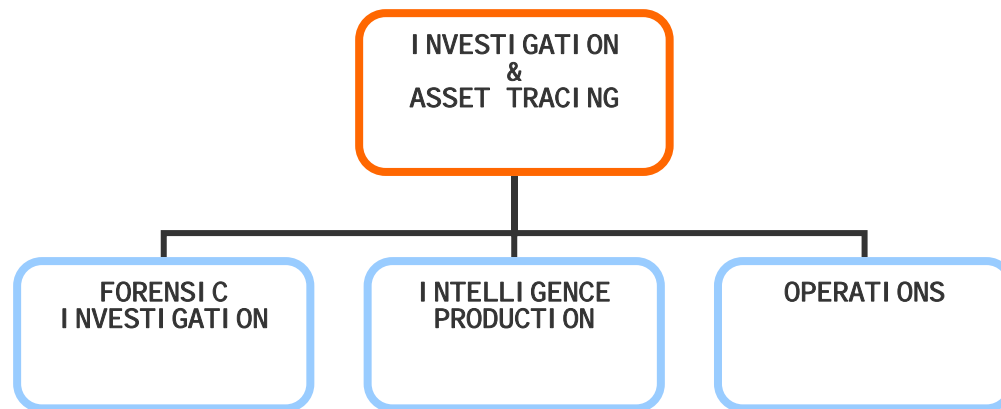 INVESTIGATION
&
ASSET TRACING
FORENSIC
INVESTIGATION
INTELLIGENCE
PRODUCTION
OPERATIONS